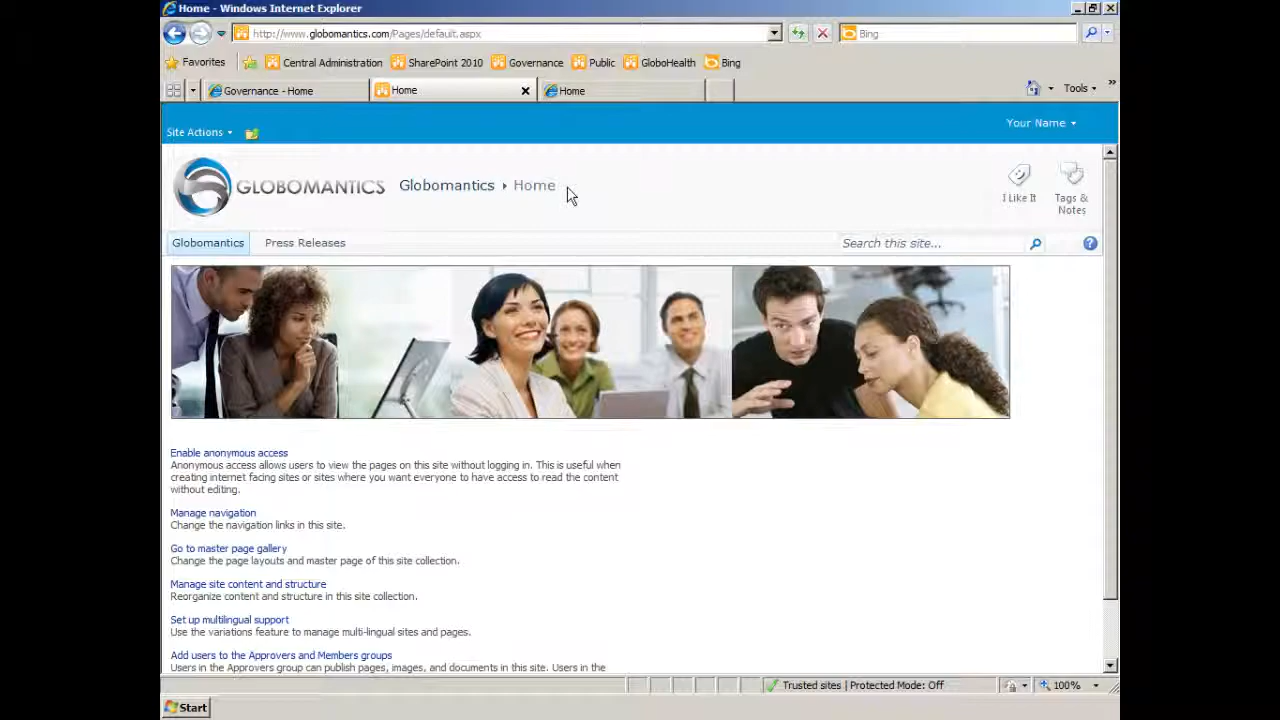 Home - Windows Internet Explorer
http://www.globomantics.com/Pages/default.aspx
Bing
Favorites
Central Administration
SharePoint 2010
Governance
Public
GloboHealth
Bing
Governance - Home
Home
Home
Tools
Site Actions
Your Name
GLOBOMANTICS
Globomantics
Home
I Like It
Tags &
Notes
Globomantics
Press Releases
Search this site...
Enable anonymous access
Anonymous access allows users to view the pages on this site without logging in. This is useful when
creating internet facing sites or sites where you want everyone to have access to read the content
without editing.
Manage navigation
Change the navigation links in this site.
Go to master page gallery
Change the page layouts and master page of this site collection.
Manage site content and structure
Reorganize content and structure in this site collection.
Set up multilingual support
Use the variations feature to manage multi-lingual sites and pages.
Add users to the Approvers and Members groups
Users in the Approvers group can publish pages, images, and documents in this site. Users in the
Trusted sites | Protected Mode: Off
100%
Start